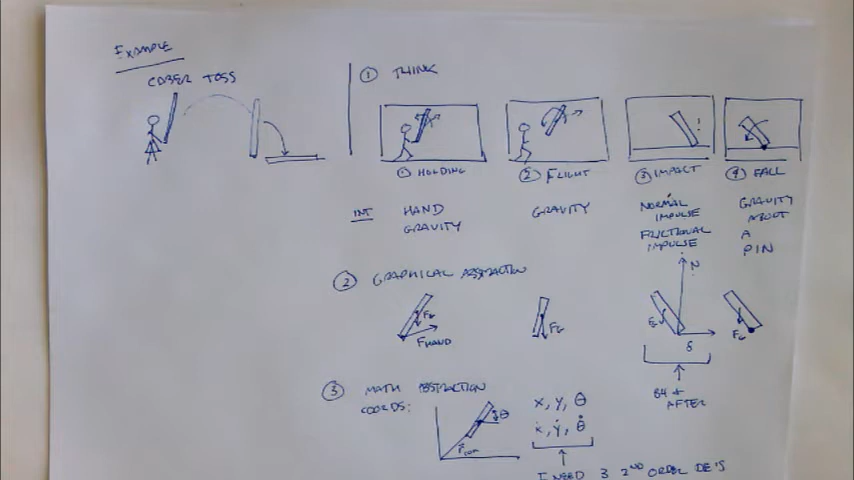 EXAMPLE
CABER TOSS
① THINK
① HOLDING
② FLIGHT
③ IMPACT
④ FALL
INT
HAND
GRAVITY
GRAVITY
NORMAL
IMPULSE
FRICTIONAL
IMPULSE
GRAVITY
ABOUT
A
PIN
② GRAPHICAL ABSTRACTION
FG
FHAND
FG
N
FG
FG
B4 +
AFTER
③ MATH ABSTRACTION
COORDS:
θ
rCOM
x, y, θ
ẋ, ẏ, θ̇
I NEED 3 2ND ORDER DE'S